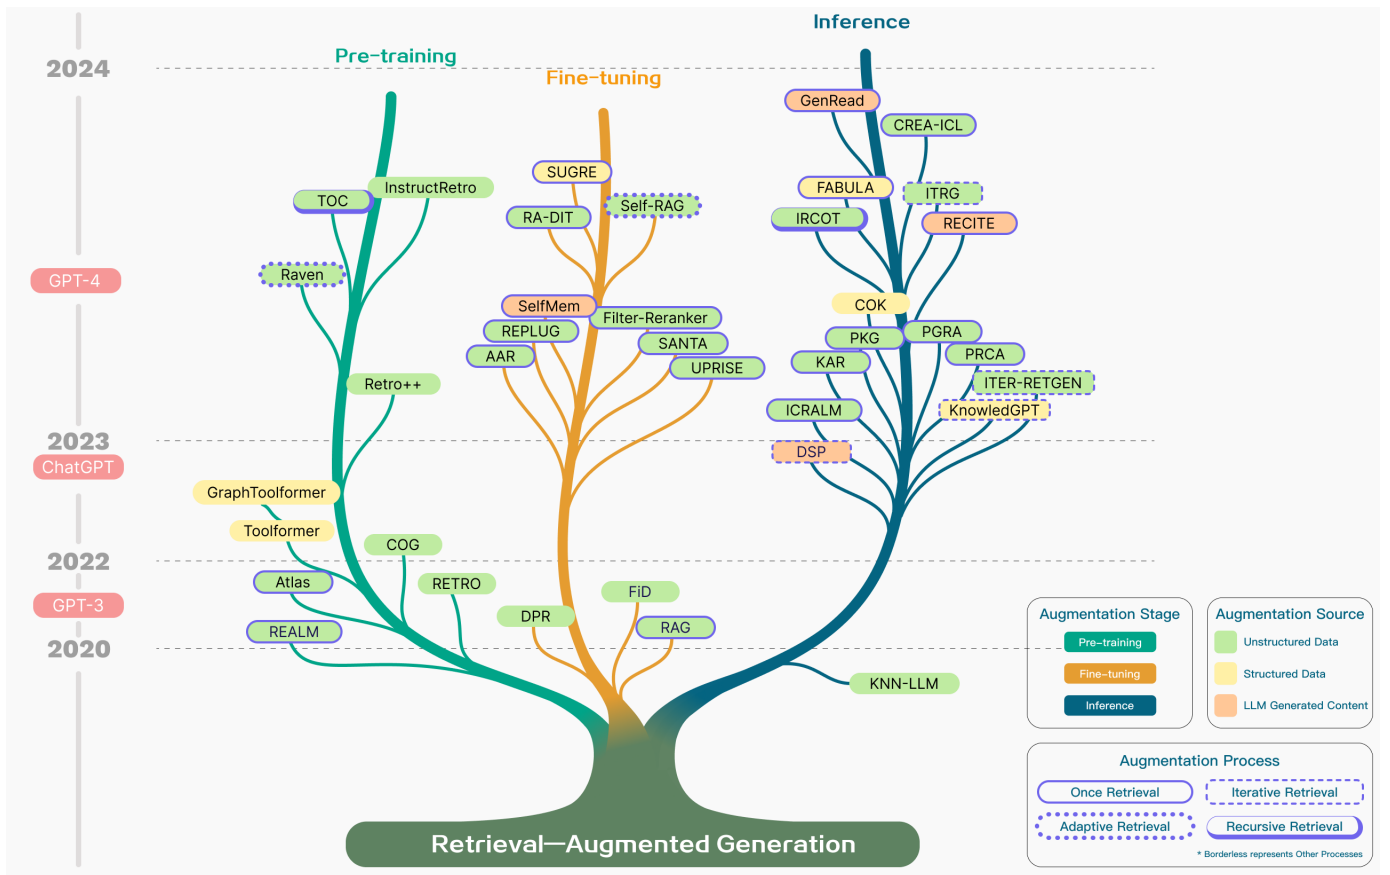 Inference
Pre-training
2024
Fine-tuning
GenRead
CREA-ICL
SUGRE
InstructRetro
FABULA
ITRG
TOC
Self-RAG
RA-DIT
IRCOT
RECITE
Raven
GPT-4
SelfMem
COK
Filter-Reranker
REPLUG
PGRA
PKG
SANTA
AAR
PRCA
KAR
UPRISE
Retro++
ITER-RETGEN
ICRALM
KnowledGPT
2023
DSP
ChatGPT
GraphToolformer
Toolformer
COG
2022
Atlas
RETRO
FiD
GPT-3
DPR
RAG
REALM
2020
KNN-LLM
Augmentation Stage
Pre-training
Fine-tuning
Inference
Augmentation Source
Unstructured Data
Structured Data
LLM Generated Content
Augmentation Process
Once Retrieval
Iterative Retrieval
Adaptive Retrieval
Recursive Retrieval
* Borderless represents Other Processes
Retrieval—Augmented Generation